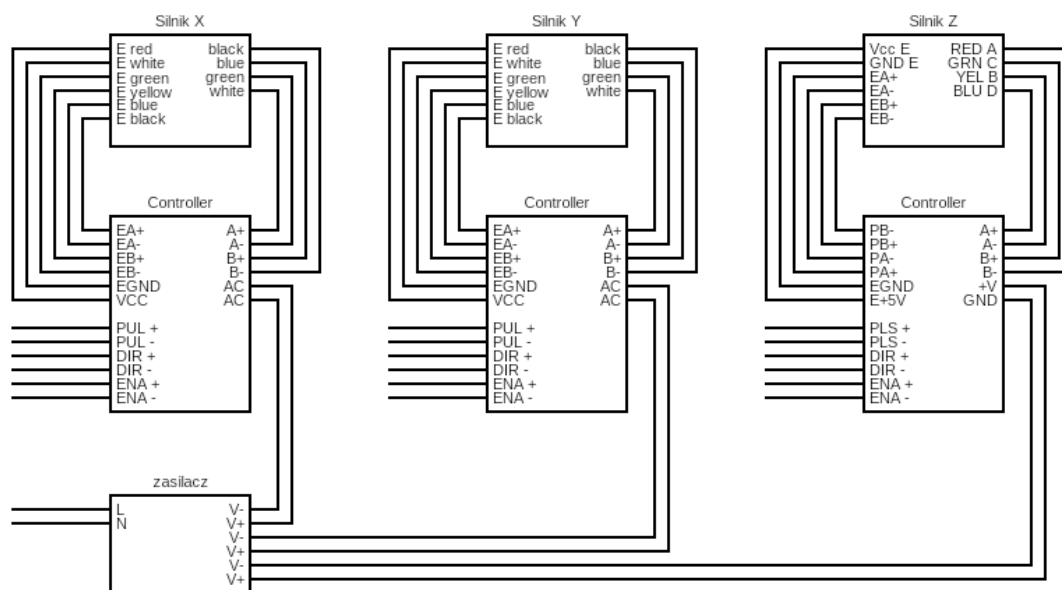 Silnik X
E red black
E white blue
E green green
E yellow white
E blue
E black
Controller
EA+ A+
EA- A-
EB+ B+
EB- B-
EGND AC
VCC AC
PUL +
PUL -
DIR +
DIR -
ENA +
ENA -
Silnik Y
E red black
E white blue
E green green
E yellow white
E blue
E black
Controller
EA+ A+
EA- A-
EB+ B+
EB- B-
EGND AC
VCC AC
PUL +
PUL -
DIR +
DIR -
ENA +
ENA -
Silnik Z
Vcc E RED A
GND E GRN C
EA+ YEL B
EA- BLU D
EB+
EB-
Controller
PB- A+
PB+ A-
PA- B+
PA+ B-
EGND +V
E+5V GND
PLS +
PLS -
DIR +
DIR -
ENA +
ENA -
zasilacz
L V-
N V+
V-
V+
V-
V+